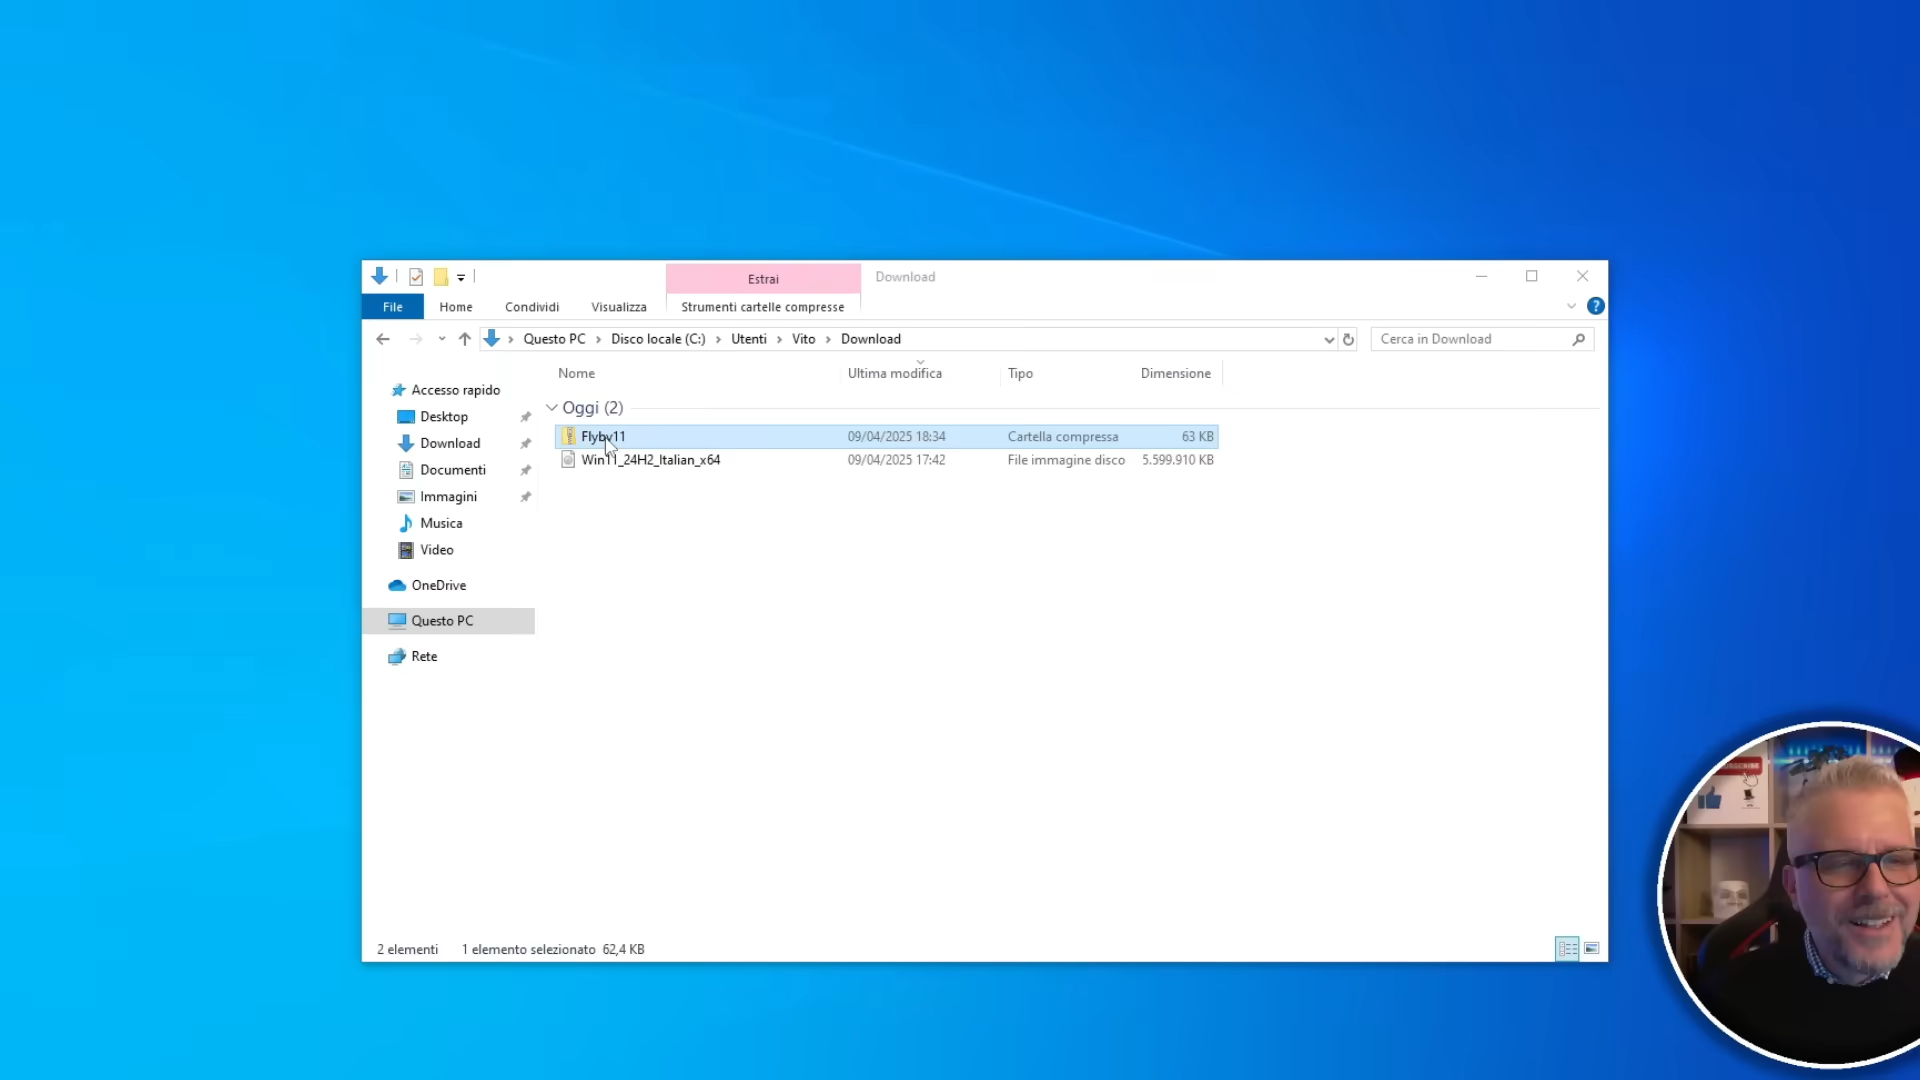 Estrai
Download
File
Home
Condividi
Visualizza
Strumenti cartelle compresse
Questo PC
Disco locale (C:)
Utenti
Vito
Download
Cerca in Download
Nome
Ultima modifica
Tipo
Dimensione
Accesso rapido
Desktop
Download
Documenti
Immagini
Musica
Video
OneDrive
Questo PC
Rete
Oggi (2)
Flyby11 09/04/2025 18:34 Cartella compressa 63 KB
Win11_24H2_Italian_x64 09/04/2025 17:42 File immagine disco 5.599.910 KB
2 elementi 1 elemento selezionato 62,4 KB